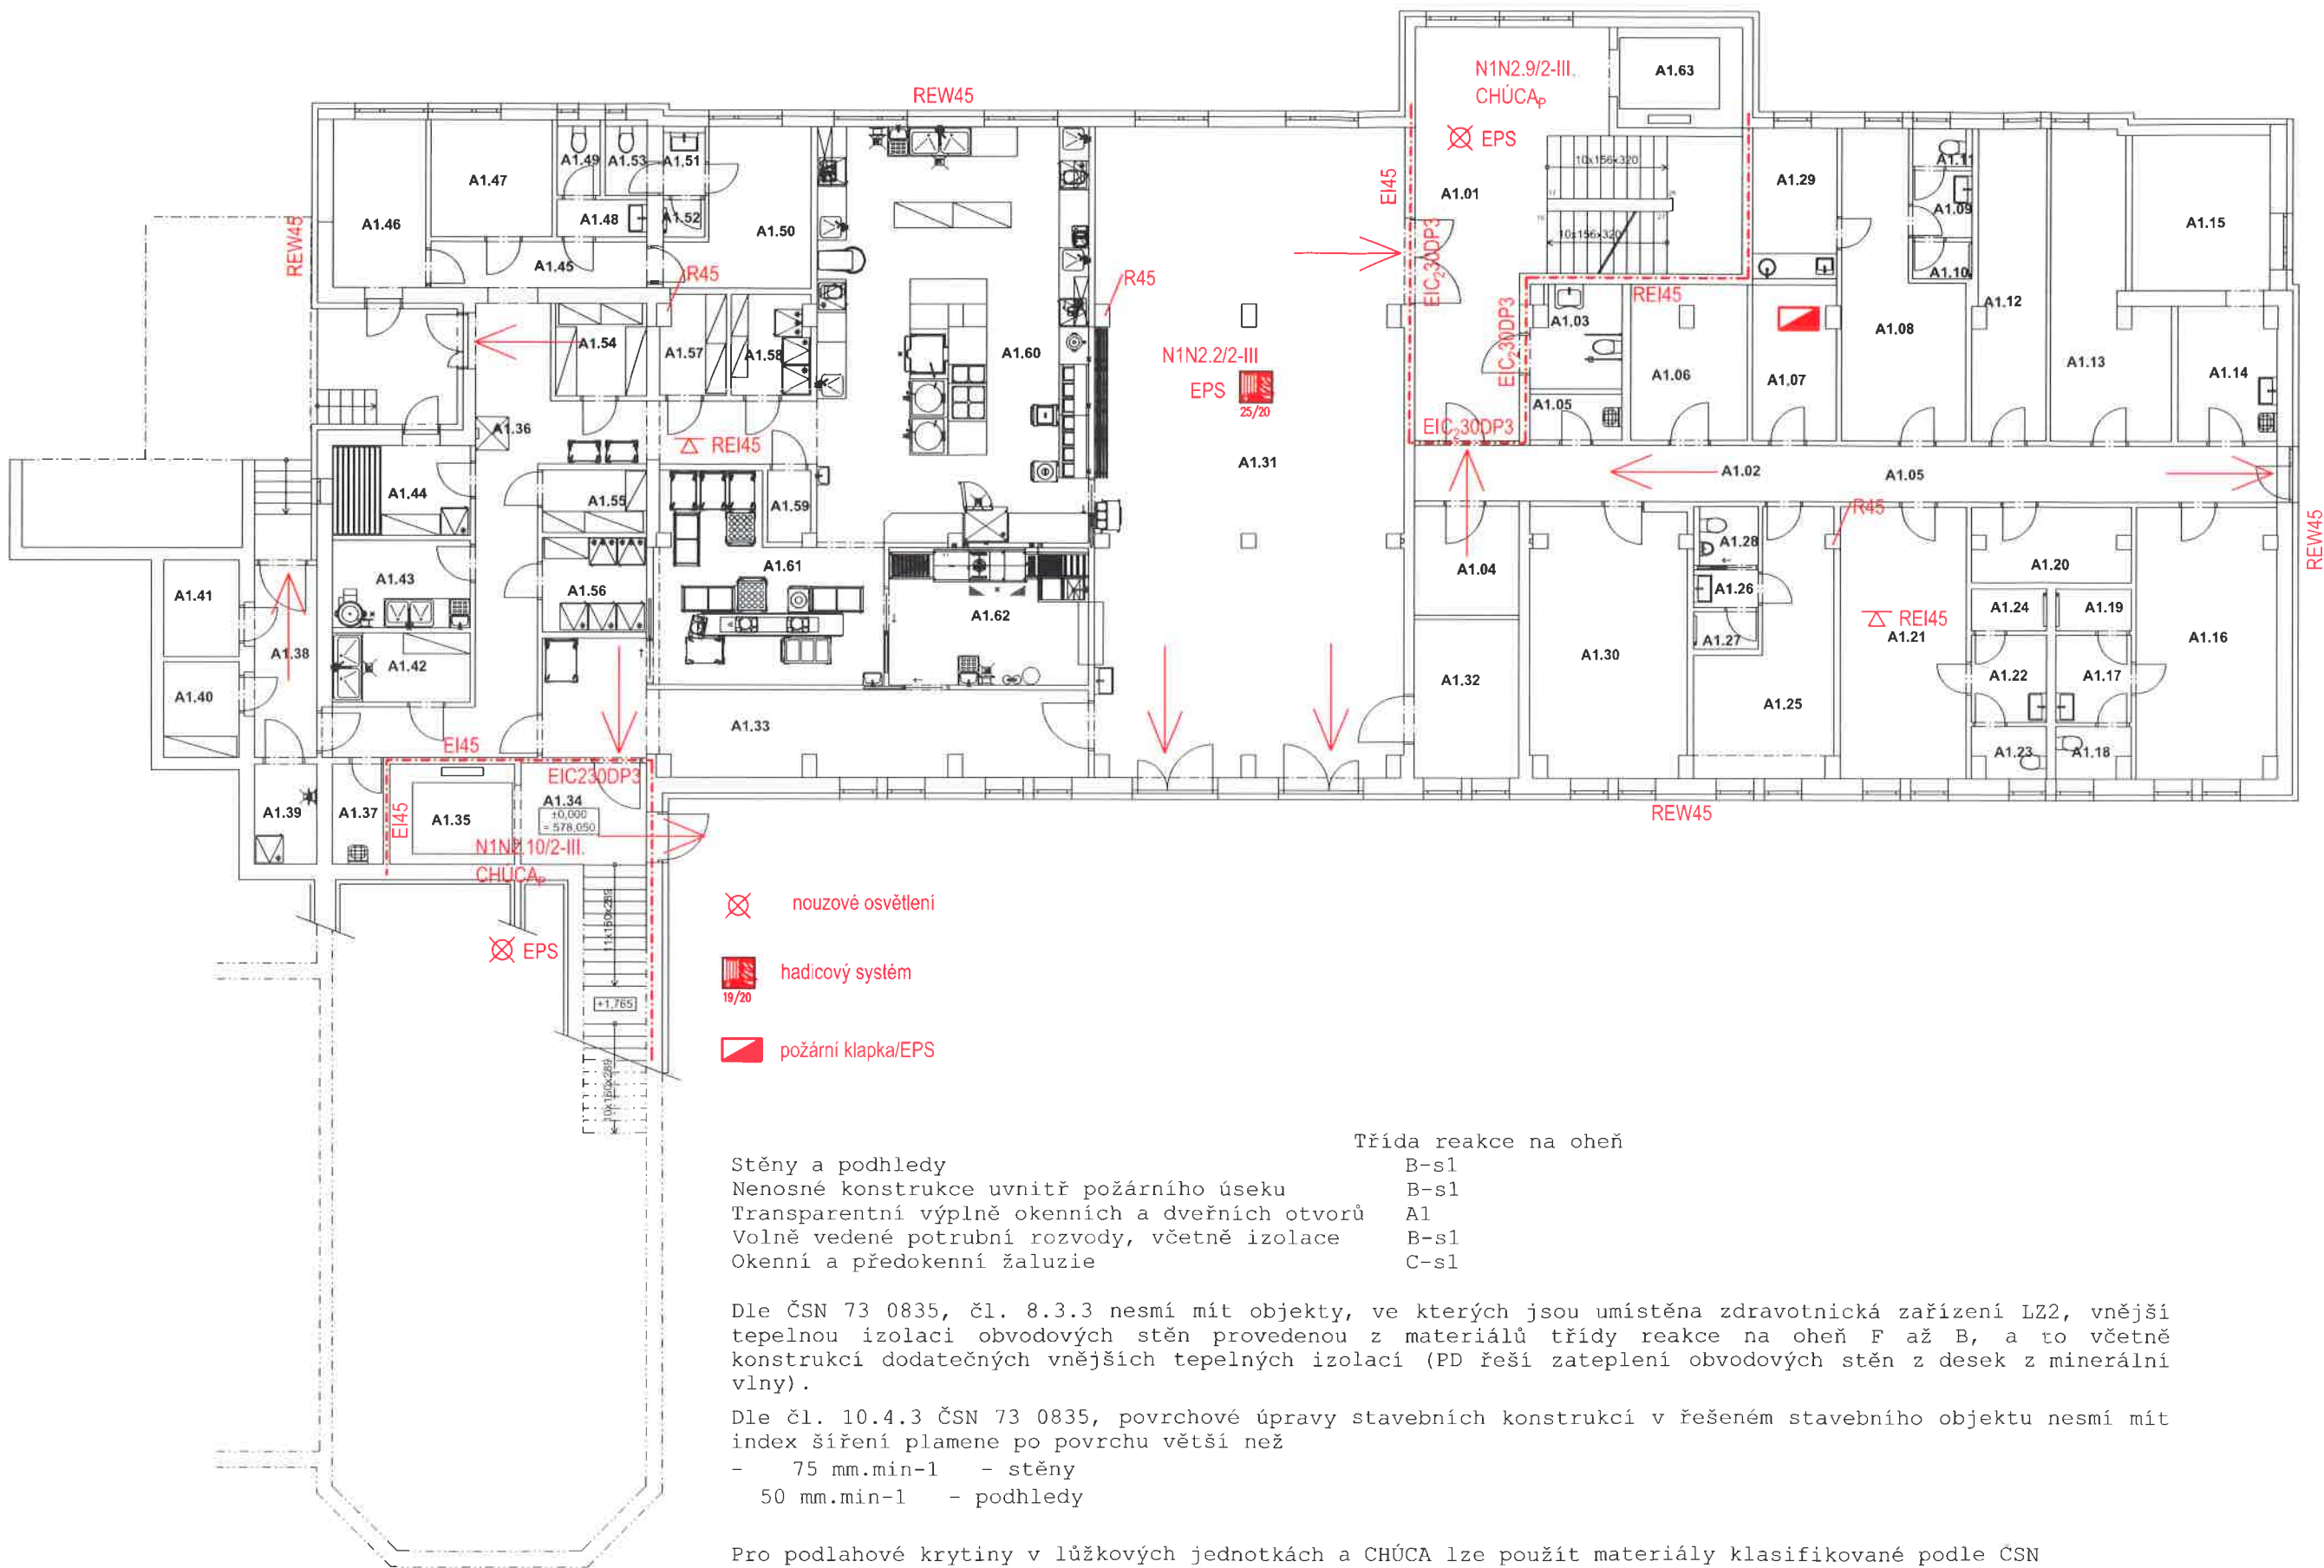 N1N2.9/2-III.
CHÚCAₚ
A1.63
REW45
EPS
A1.49
A1.53
A1.51
A1.47
10x156x320
A1.11
A1.29
EI45
A1.01
A1.48
A1.52
A1.09
A1.46
A1.50
A1.15
REW45
10x156x320
EIC₂30DP3
A1.45
R45
R45
A1.10
REI45
A1.12
A1.03
A1.08
A1.54
A1.57
A1.58
A1.60
N1N2.2/2-III
EIC₂30DP3
A1.13
A1.14
EPS
25/20
A1.06
A1.07
A1.05
A1.36
EIC₂30DP3
REI45
A1.31
A1.02
A1.05
A1.44
A1.55
A1.59
R45
REW45
A1.28
A1.61
A1.04
A1.20
A1.43
A1.41
A1.56
A1.26
A1.62
A1.24
A1.19
REI45
A1.21
A1.16
A1.27
A1.38
A1.42
A1.30
A1.32
A1.22
A1.17
A1.40
A1.25
A1.33
EI45
A1.23
A1.18
EIC230DP3
A1.34
±0,000
= 578,050
A1.39
A1.37
EI45
A1.35
REW45
N1N2.10/2-III.
CHÚCAₚ
11x160x289
nouzové osvětlení
EPS
hadicový systém
19/20
+1,765
požární klapka/EPS
10x160x289
Třída reakce na oheň
Stěny a podhledy B-s1
Nenosné konstrukce uvnitř požárního úseku B-s1
Transparentní výplně okenních a dveřních otvorů A1
Volně vedené potrubní rozvody, včetně izolace B-s1
Okenní a předokenní žaluzie C-s1
Dle ČSN 73 0835, čl. 8.3.3 nesmí mít objekty, ve kterých jsou umístěna zdravotnická zařízení LZ2, vnější
tepelnou izolaci obvodových stěn provedenou z materiálů třídy reakce na oheň F až B, a to včetně
konstrukcí dodatečných vnějších tepelných izolací (PD řeší zateplení obvodových stěn z desek z minerální
vlny).
Dle čl. 10.4.3 ČSN 73 0835, povrchové úpravy stavebních konstrukcí v řešeném stavebního objektu nesmí mít
index šíření plamene po povrchu větší než
- 75 mm.min-1 - stěny
50 mm.min-1 - podhledy
Pro podlahové krytiny v lůžkových jednotkách a CHÚCA lze použít materiály klasifikované podle ČSN